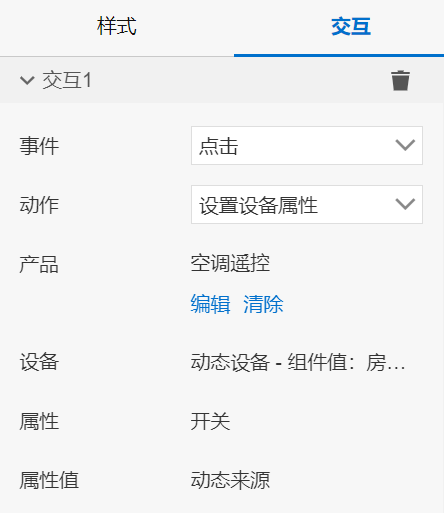 样式 交互
交互1
事件 点击
动作 设置设备属性
产品 空调遥控
编辑 清除
设备 动态设备 - 组件值：房...
属性 开关
属性值 动态来源